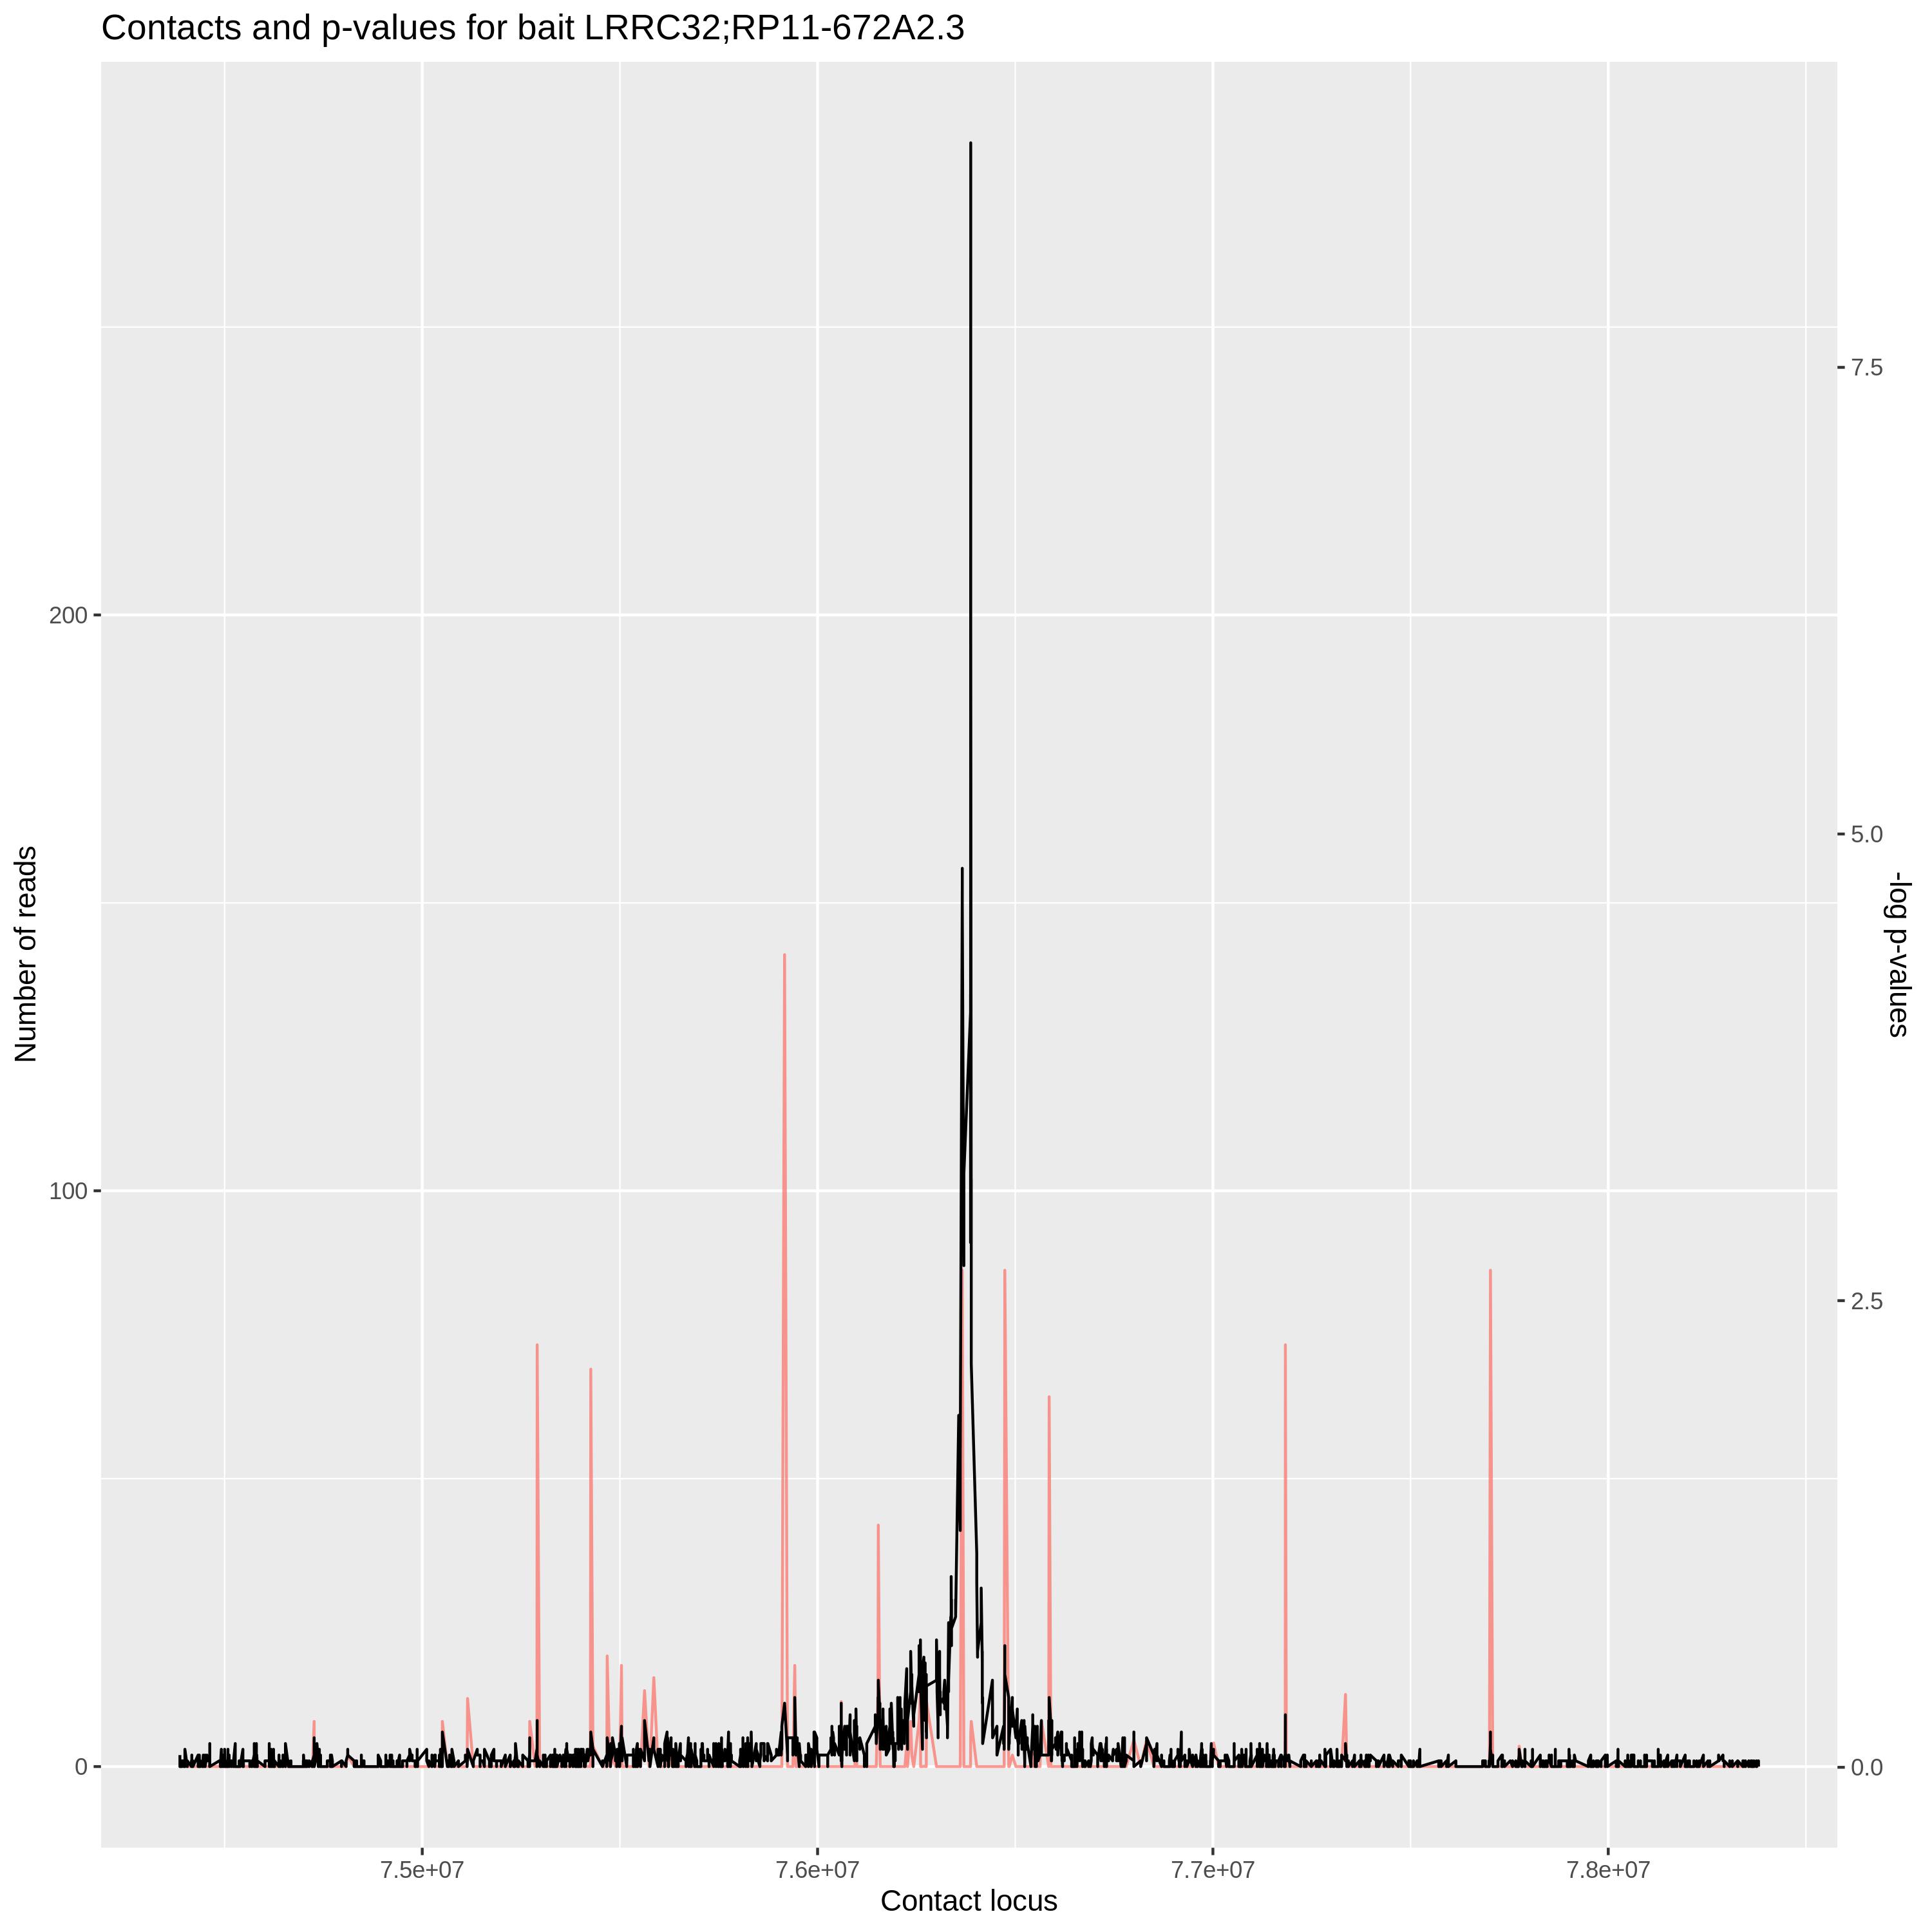 Contacts and p-values for bait LRRC32;RP11-672A2.3
Number of reads
200
100
0
7.5
5.0
2.5
0.0
-log p-values
7.5e+07
7.6e+07
7.7e+07
7.8e+07
Contact locus